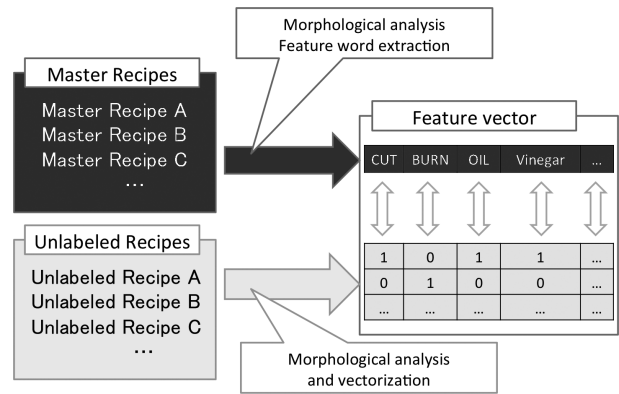 Morphological analysis
Feature word extraction
Master Recipes
Master Recipe A
Master Recipe B
Master Recipe C
...
Feature vector
CUT BURN OIL Vinegar ...
Unlabeled Recipes
Unlabeled Recipe A
Unlabeled Recipe B
Unlabeled Recipe C
...
1 0 1 1 ...
0 1 0 0 ...
... ... ... ... ...
Morphological analysis
and vectorization